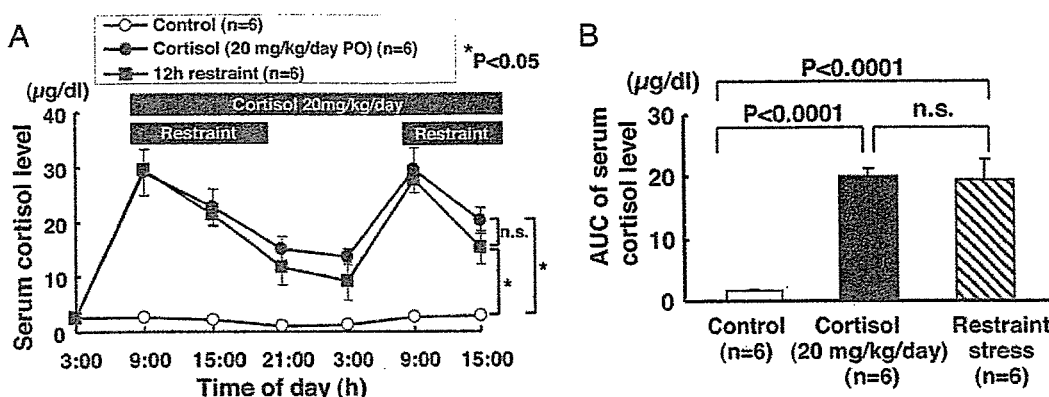 A
Control (n=6)
Cortisol (20 mg/kg/day PO) (n=6)
12h restraint (n=6)
*P<0.05
(μg/dl)
Cortisol 20mg/kg/day
Restraint
Restraint
Serum cortisol level
40
30
20
10
0
n.s.
*
*
3:00 9:00 15:00 21:00 3:00 9:00 15:00
Time of day (h)
B
(μg/dl)
P<0.0001
P<0.0001
n.s.
AUC of serum
cortisol level
30
20
10
0
Control
(n=6)
Cortisol
(20 mg/kg/day)
(n=6)
Restraint
stress
(n=6)